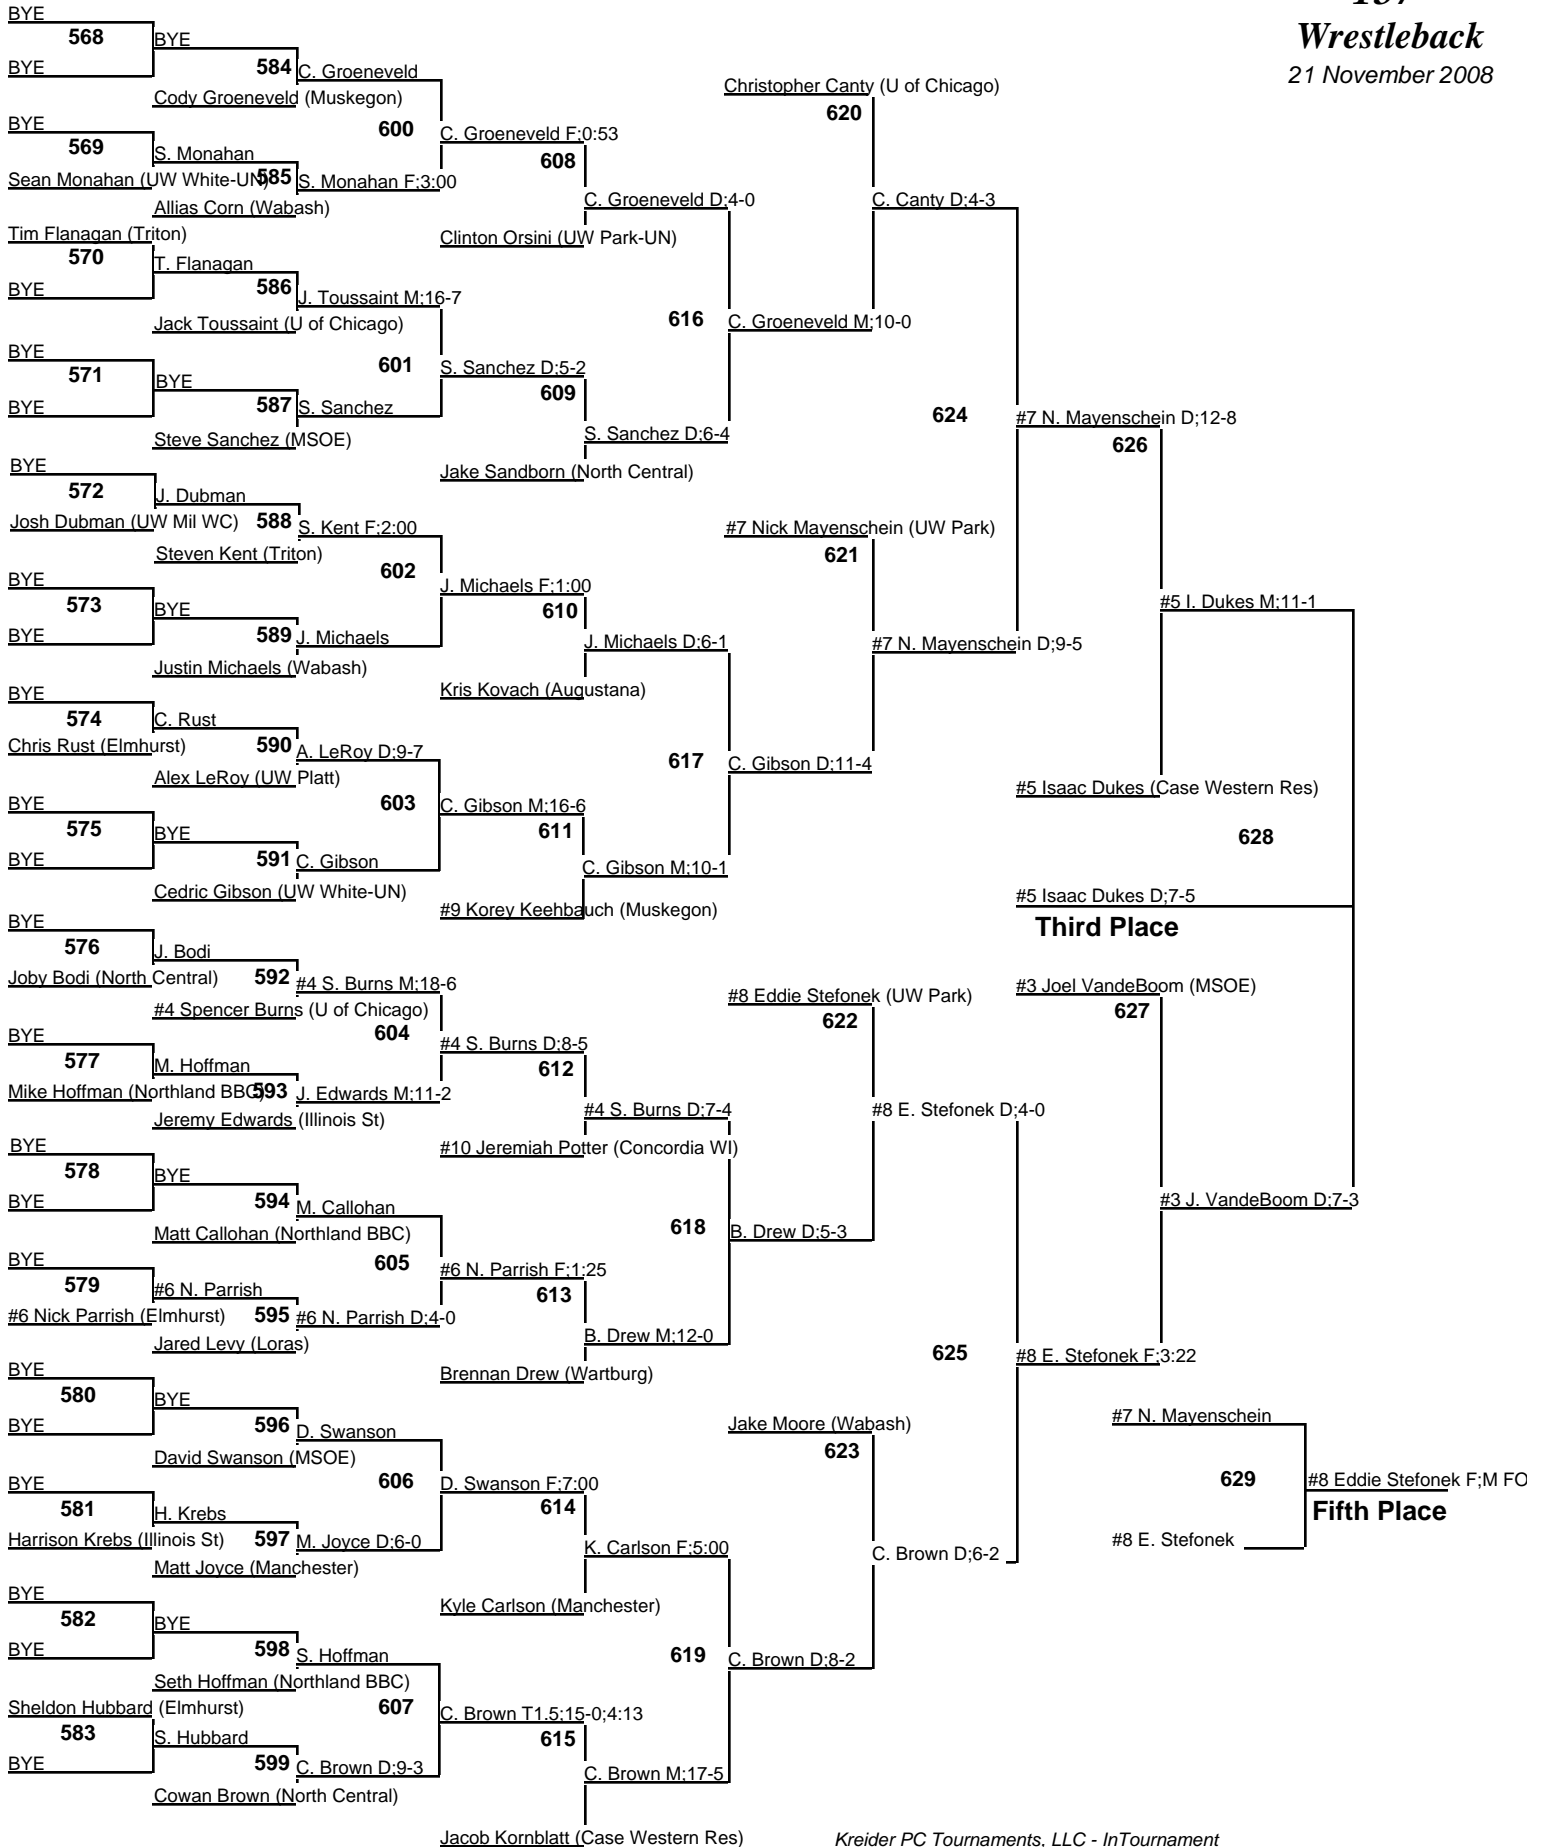 157
Wrestleback
21 November 2008
BYE
568
BYE
BYE
584
C. Groeneveld
Cody Groeneveld (Muskegon)
600
BYE
569
S. Monahan
Sean Monahan (UW White-UN)
585
S. Monahan F;3:00
Allias Corn (Wabash)
C. Groeneveld F;0:53
608
C. Groeneveld D;4-0
Clinton Orsini (UW Park-UN)
Tim Flanagan (Triton)
570
T. Flanagan
BYE
586
J. Toussaint M;16-7
Jack Toussaint (U of Chicago)
601
BYE
571
BYE
BYE
587
S. Sanchez
Steve Sanchez (MSOE)
S. Sanchez D;5-2
609
S. Sanchez D;6-4
Jake Sandborn (North Central)
616
C. Groeneveld M;10-0
Christopher Canty (U of Chicago)
620
C. Canty D;4-3
BYE
572
J. Dubman
Josh Dubman (UW Mil WC)
588
S. Kent F;2:00
Steven Kent (Triton)
602
BYE
573
BYE
BYE
589
J. Michaels
Justin Michaels (Wabash)
J. Michaels F;1:00
610
J. Michaels D;6-1
Kris Kovach (Augustana)
BYE
574
C. Rust
Chris Rust (Elmhurst)
590
A. LeRoy D;9-7
Alex LeRoy (UW Platt)
603
BYE
575
BYE
BYE
591
C. Gibson
Cedric Gibson (UW White-UN)
C. Gibson M;16-6
611
C. Gibson M;10-1
#9 Korey Keehbauch (Muskegon)
617
C. Gibson D;11-4
#7 Nick Mayenschein (UW Park)
621
#7 N. Mayenschein D;9-5
624
#7 N. Mayenschein D;12-8
626
#5 I. Dukes M;11-1
#5 Isaac Dukes (Case Western Res)
628
#5 Isaac Dukes D;7-5
Third Place
BYE
576
J. Bodi
Joby Bodi (North Central)
592
#4 S. Burns M;18-6
#4 Spencer Burns (U of Chicago)
604
BYE
577
M. Hoffman
Mike Hoffman (Northland BBC)
593
J. Edwards M;11-2
Jeremy Edwards (Illinois St)
#4 S. Burns D;8-5
612
#4 S. Burns D;7-4
#10 Jeremiah Potter (Concordia WI)
BYE
578
BYE
BYE
594
M. Callohan
Matt Callohan (Northland BBC)
605
BYE
579
#6 N. Parrish
#6 Nick Parrish (Elmhurst)
595
#6 N. Parrish D;4-0
Jared Levy (Loras)
#6 N. Parrish F;1:25
613
B. Drew M;12-0
Brennan Drew (Wartburg)
618
B. Drew D;5-3
#8 Eddie Stefonek (UW Park)
622
#8 E. Stefonek D;4-0
#3 Joel VandeBoom (MSOE)
627
#3 J. VandeBoom D;7-3
BYE
580
BYE
BYE
596
D. Swanson
David Swanson (MSOE)
606
BYE
581
H. Krebs
Harrison Krebs (Illinois St)
597
M. Joyce D;6-0
Matt Joyce (Manchester)
D. Swanson F;7:00
614
K. Carlson F;5:00
Kyle Carlson (Manchester)
BYE
582
BYE
BYE
598
S. Hoffman
Seth Hoffman (Northland BBC)
607
Sheldon Hubbard (Elmhurst)
583
S. Hubbard
BYE
599
C. Brown D;9-3
Cowan Brown (North Central)
C. Brown T1.5;15-0;4:13
615
C. Brown M;17-5
Jacob Kornblatt (Case Western Res)
619
C. Brown D;8-2
Jake Moore (Wabash)
623
C. Brown D;6-2
625
#8 E. Stefonek F;3:22
#7 N. Mayenschein
629
#8 Eddie Stefonek F;M FO
Fifth Place
#8 E. Stefonek
Kreider PC Tournaments, LLC - InTournament